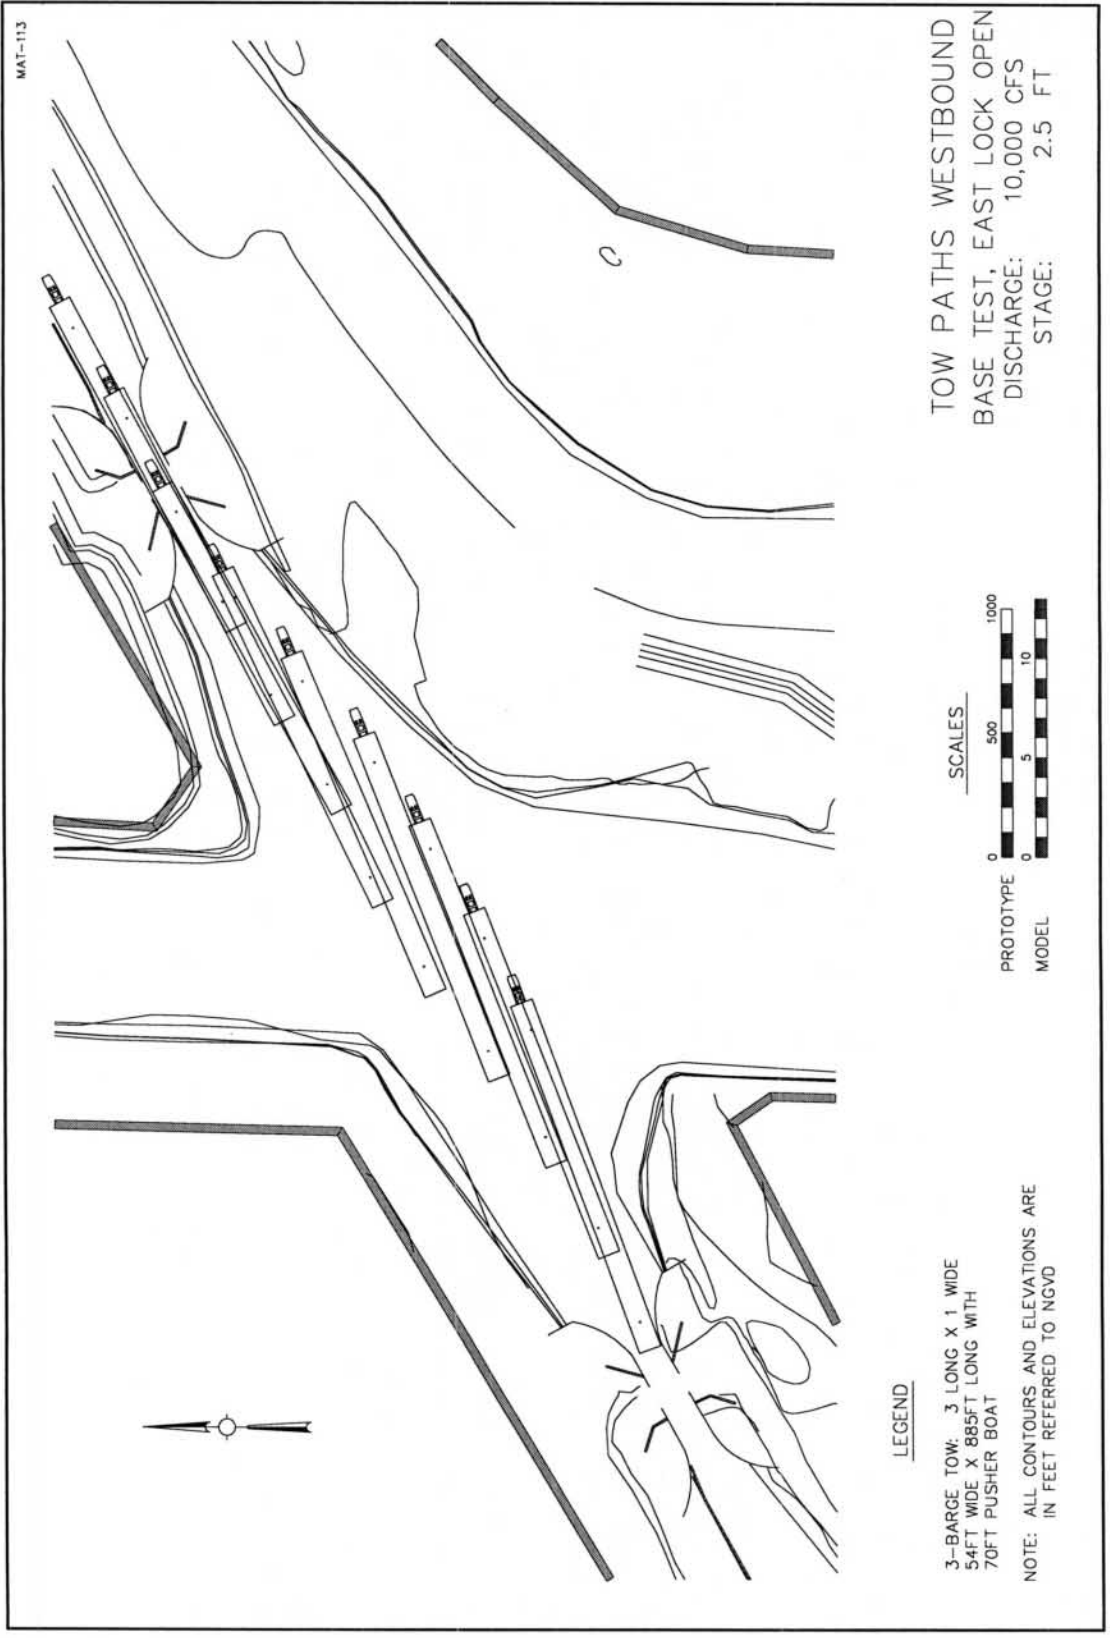 MAT-113
TOW PATHS WESTBOUND
BASE TEST, EAST LOCK OPEN
DISCHARGE: 10,000 CFS
STAGE: 2.5 FT
SCALES
PROTOTYPE 0 500 1000
MODEL 0 5 10
LEGEND
3-BARGE TOW: 3 LONG X 1 WIDE
54FT WIDE X 885FT LONG WITH
70FT PUSHER BOAT
NOTE: ALL CONTOURS AND ELEVATIONS ARE
IN FEET REFERRED TO NGVD